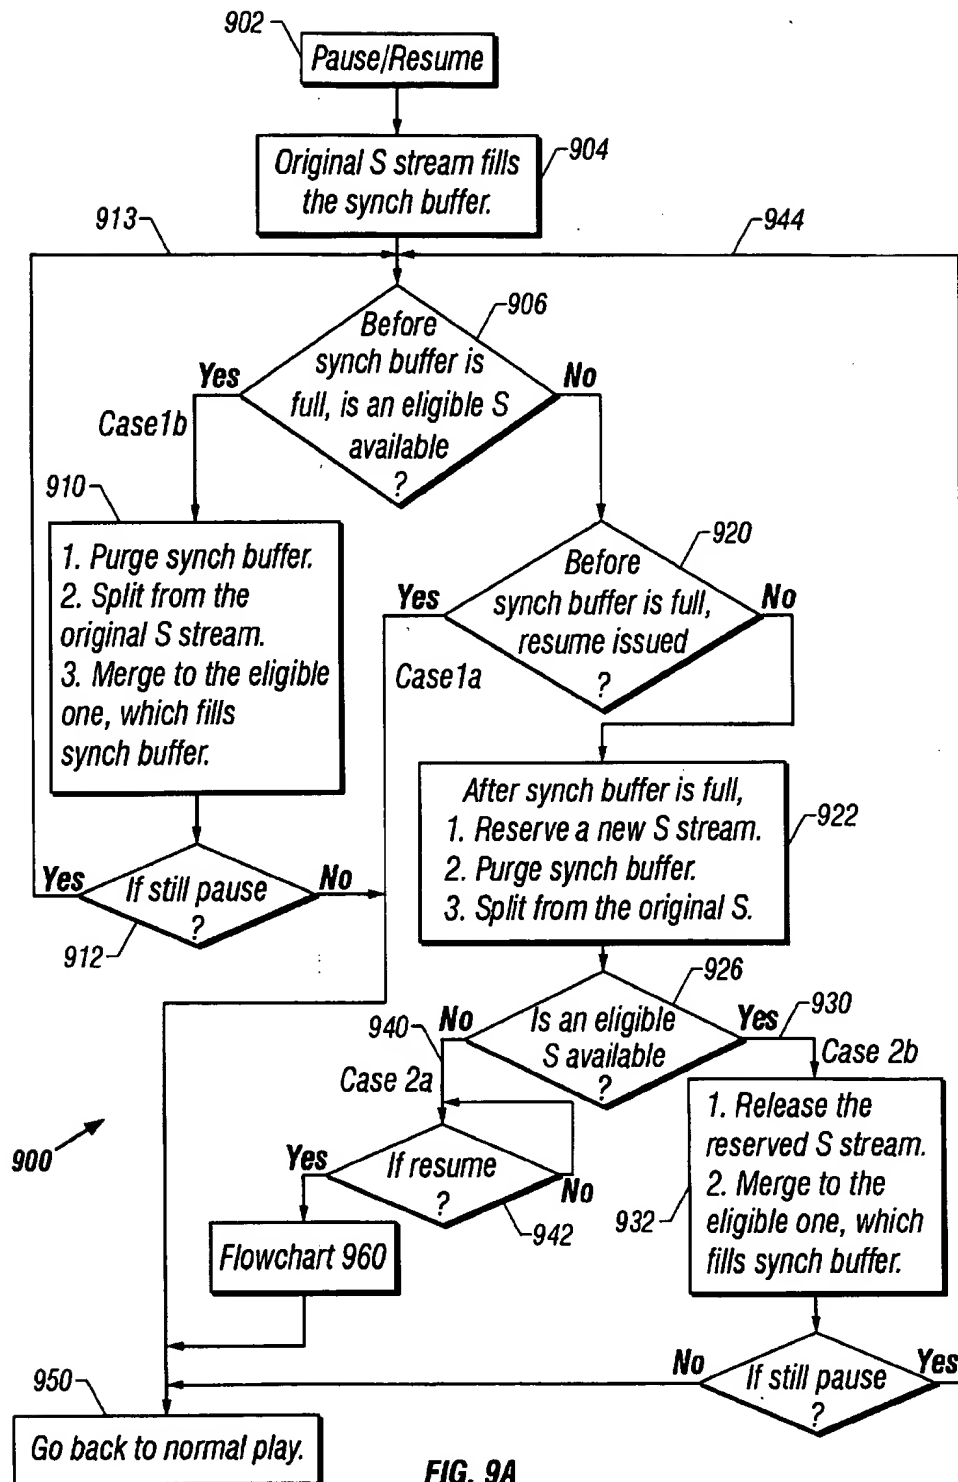 902
Pause/Resume
Original S stream fills
the synch buffer.
904
913
944
906
Before
synch buffer is
full, is an eligible S
available
?
Yes
No
Case1b
910
1. Purge synch buffer.
2. Split from the
original S stream.
3. Merge to the eligible
one, which fills
synch buffer.
920
Before
synch buffer is full,
resume issued
?
Yes
No
Case1a
After synch buffer is full,
1. Reserve a new S stream.
2. Purge synch buffer.
3. Split from the original S.
922
Yes
If still pause
?
No
912
926
Is an eligible
S available
?
No
940
Case 2a
Yes
930
Case 2b
1. Release the
reserved S stream.
2. Merge to the
eligible one, which
fills synch buffer.
932
900
Yes
If resume
?
No
942
Flowchart 960
No
If still pause
?
Yes
950
Go back to normal play.
FIG. 9A